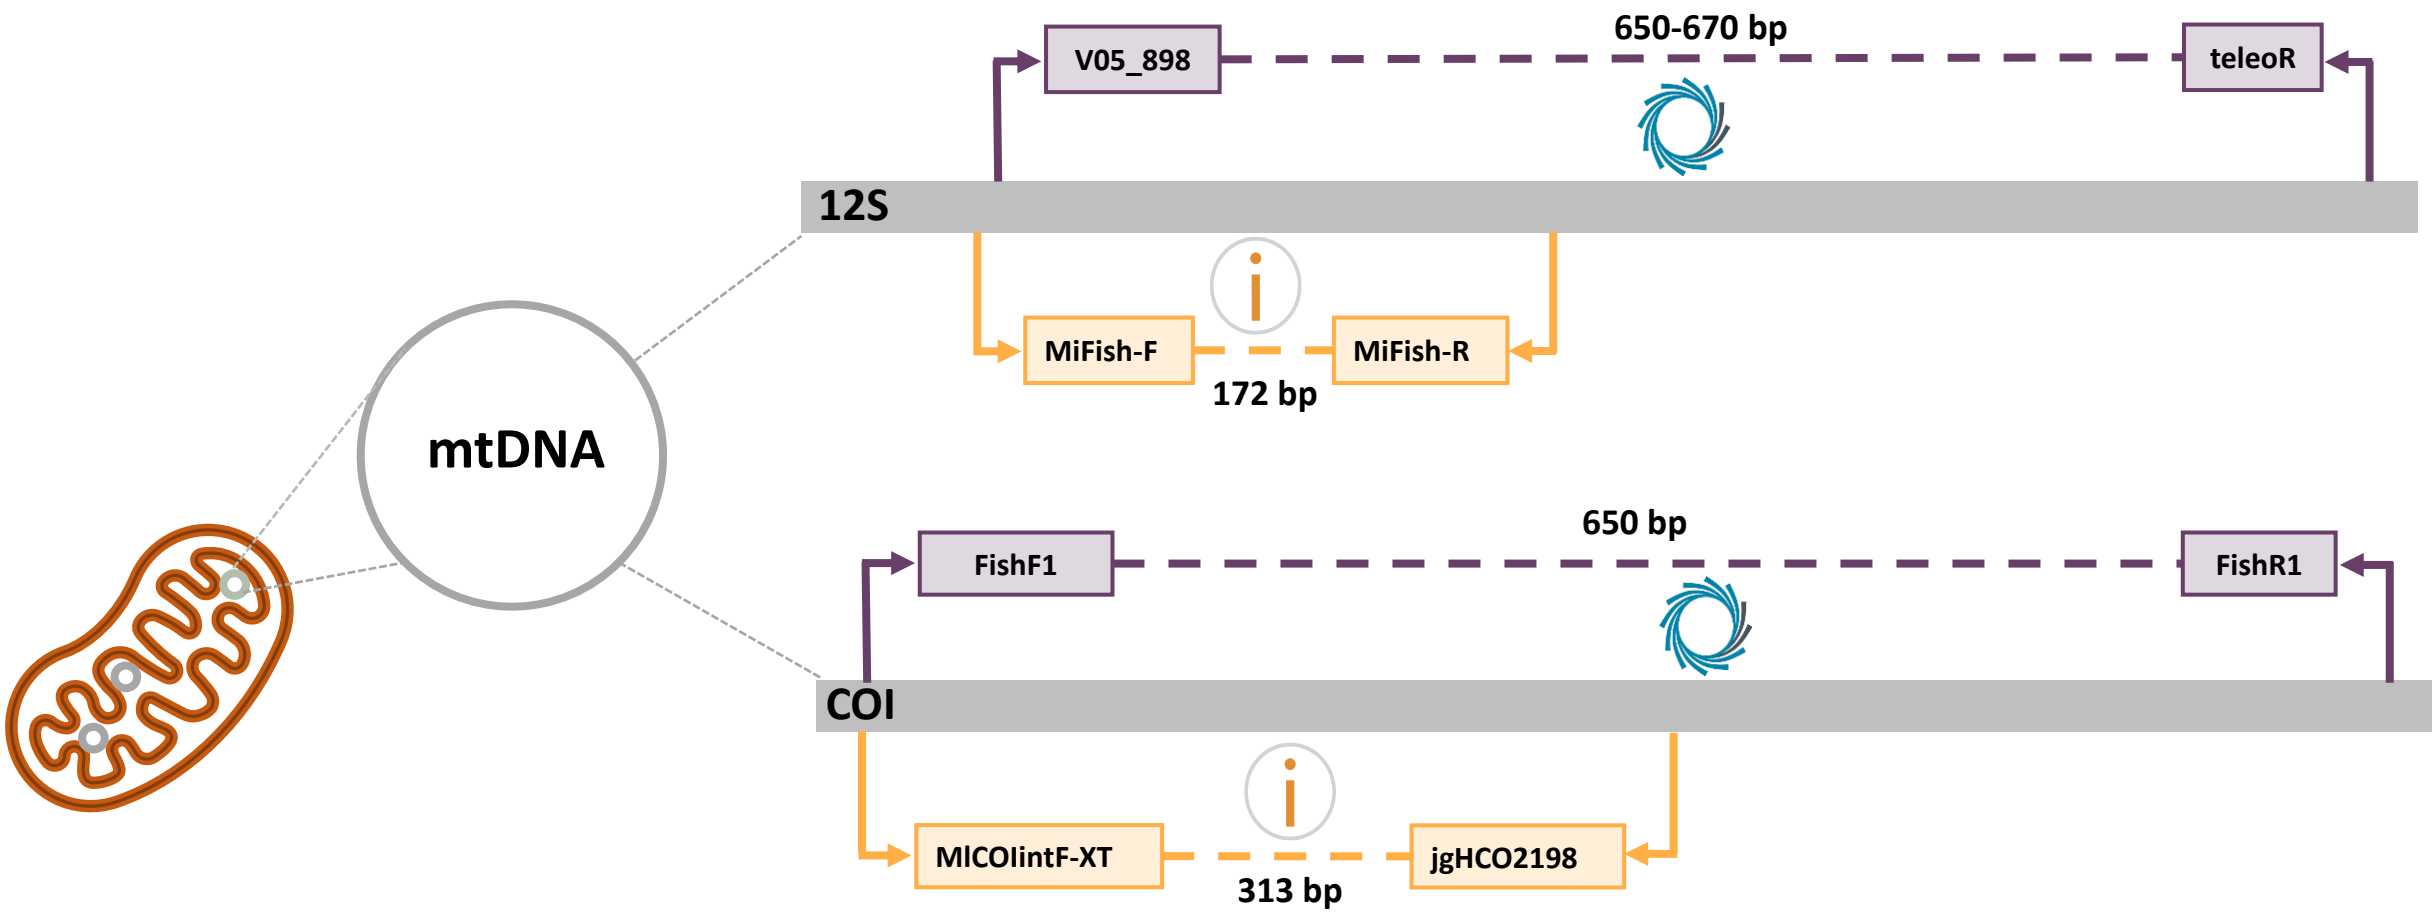 650-670 bp
V05_898
teleoR
12S
MiFish-F
MiFish-R
172 bp
mtDNA
650 bp
FishF1
FishR1
COI
MlCOIintF-XT
jgHCO2198
313 bp